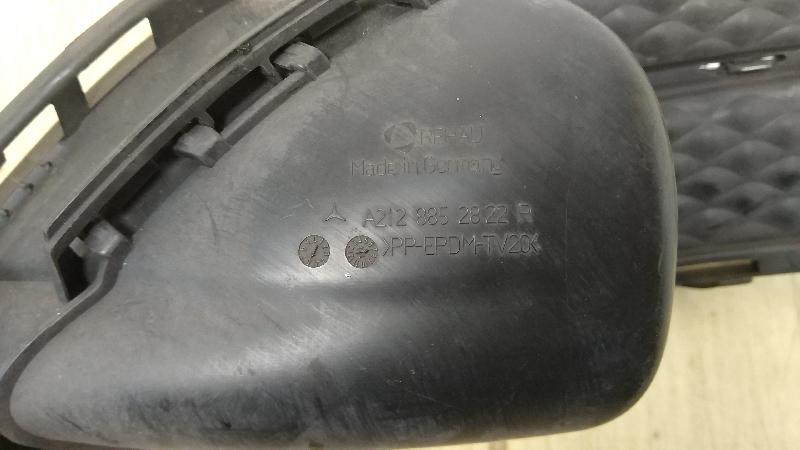 REHAU
Made in Germany
A212 885 28 22 R
>PP-EPDM-TV20<